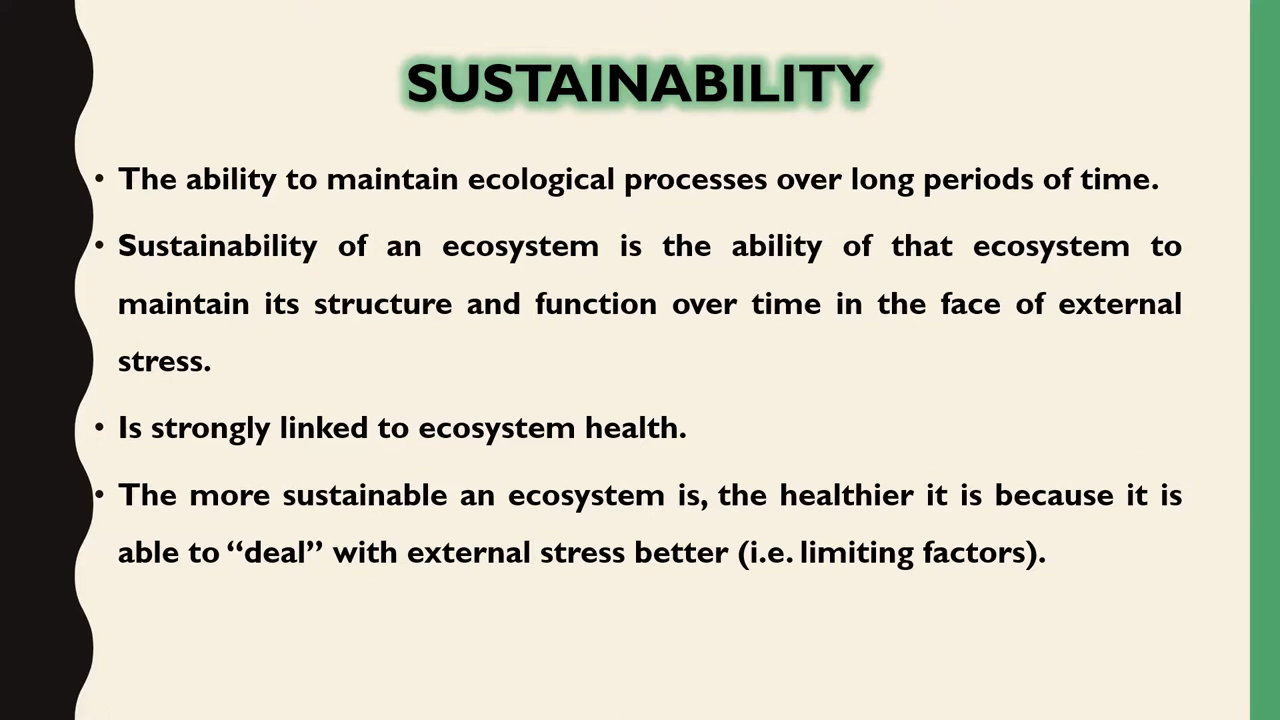 SUSTAINABILITY
• The ability to maintain ecological processes over long periods of time.
• Sustainability of an ecosystem is the ability of that ecosystem to
maintain its structure and function over time in the face of external
stress.
• Is strongly linked to ecosystem health.
• The more sustainable an ecosystem is, the healthier it is because it is
able to “deal” with external stress better (i.e. limiting factors).